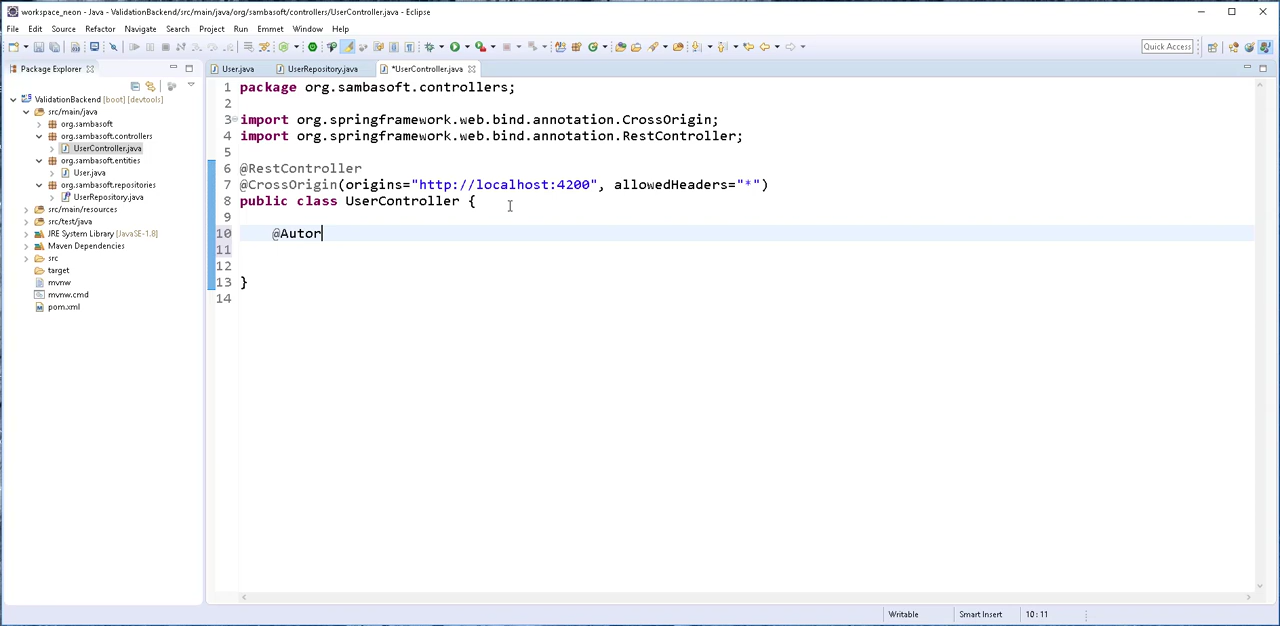 workspace_neon - Java - ValidationBackend/src/main/java/org/sambasoft/controllers/UserController.java - Eclipse
File Edit Source Refactor Navigate Search Project Run Emmet Window Help
Quick Access
Package Explorer
User.java UserRepository.java *UserController.java
ValidationBackend [boot] [devtools]
src/main/java
org.sambasoft
org.sambasoft.controllers
UserController.java
org.sambasoft.entities
User.java
org.sambasoft.repositories
UserRepository.java
src/main/resources
src/test/java
JRE System Library [JavaSE-1.8]
Maven Dependencies
src
target
mvnw
mvnw.cmd
pom.xml
1 package org.sambasoft.controllers;
2
3 import org.springframework.web.bind.annotation.CrossOrigin;
4 import org.springframework.web.bind.annotation.RestController;
5
6 @RestController
7 @CrossOrigin(origins="http://localhost:4200", allowedHeaders="*")
8 public class UserController {
9
10 @Autor
11
12
13 }
14
Writable Smart Insert 10:11